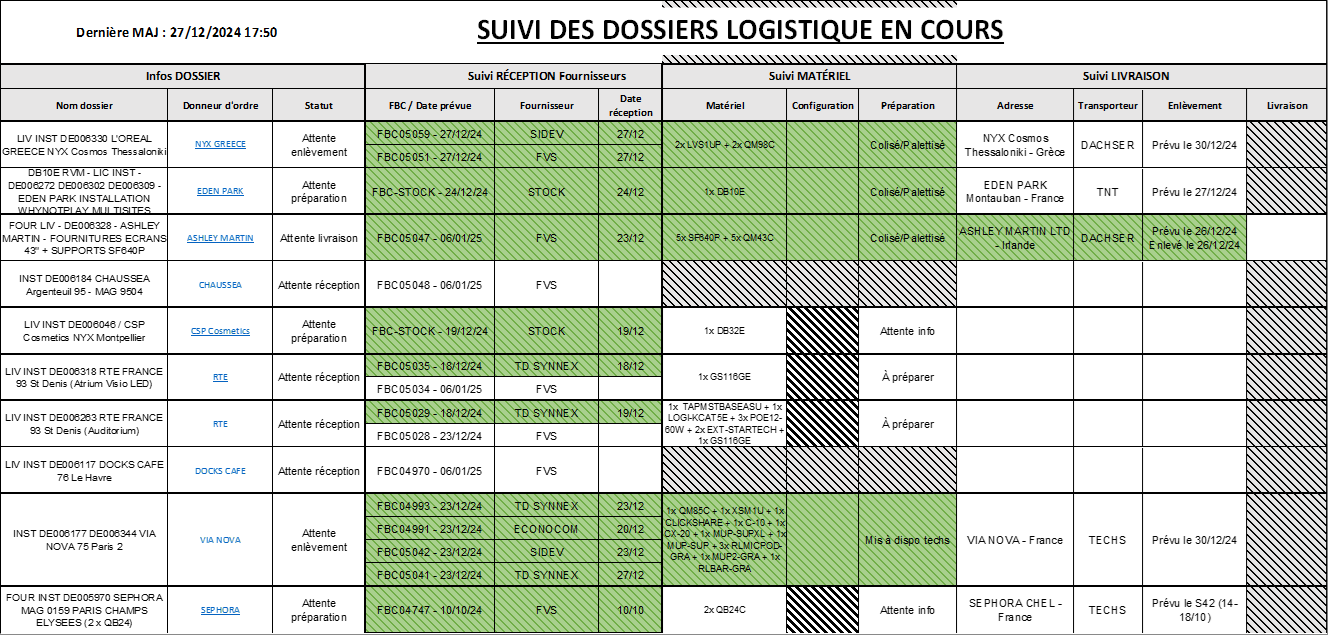 Dernière MAJ : 27/12/2024 17:50
SUIVI DES DOSSIERS LOGISTIQUE EN COURS
Infos DOSSIER
Suivi RÉCEPTION Fournisseurs
Suivi MATÉRIEL
Suivi LIVRAISON
Nom dossier
Donneur d'ordre
Statut
FBC / Date prévue
Fournisseur
Date
réception
Matériel
Configuration
Préparation
Adresse
Transporteur
Enlèvement
Livraison
LIV INST DE006330 L'OREAL
GREECE NYX Cosmos Thessaloniki
NYX GREECE
Attente
enlèvement
FBC05059 - 27/12/24
SIDEV
27/12
FBC05051 - 27/12/24
FVS
27/12
2x LVS1UP + 2x QM98C
Colisé/Palettisé
NYX Cosmos
Thessaloniki - Grèce
DACHSER
Prévu le 30/12/24
DB10E RVM - LIC INST -
DE006272 DE006302 DE006309 -
EDEN PARK INSTALLATION
WHYNOTPLAY MULTISITES
EDEN PARK
Attente
préparation
FBC-STOCK - 24/12/24
STOCK
24/12
1x DB10E
Colisé/Palettisé
EDEN PARK
Montauban - France
TNT
Prévu le 27/12/24
FOUR LIV - DE006328 - ASHLEY
MARTIN - FOURNITURES ECRANS
43" + SUPPORTS SF640P
ASHLEY MARTIN
Attente livraison
FBC05047 - 06/01/25
FVS
23/12
5x SF640P + 5x QM43C
Colisé/Palettisé
ASHLEY MARTIN LTD
- Irlande
DACHSER
Prévu le 26/12/24
Enlevé le 26/12/24
INST DE006184 CHAUSSEA
Argenteuil 95 - MAG 9504
CHAUSSEA
Attente réception
FBC05048 - 06/01/25
FVS
LIV INST DE006046 / CSP
Cosmetics NYX Montpellier
CSP Cosmetics
Attente
préparation
FBC-STOCK - 19/12/24
STOCK
19/12
1x DB32E
Attente info
LIV INST DE006318 RTE FRANCE
93 St Denis (Atrium Visio LED)
RTE
Attente réception
FBC05035 - 18/12/24
TD SYNNEX
18/12
FBC05034 - 06/01/25
FVS
1x GS116GE
À préparer
LIV INST DE006263 RTE FRANCE
93 St Denis (Auditorium)
RTE
Attente réception
FBC05029 - 18/12/24
TD SYNNEX
19/12
FBC05028 - 23/12/24
FVS
1x TAPMSTBASEASU + 1x
LOGI-KCAT5E + 3x POE12-
60W + 2x EXT-STARTECH +
1x GS116GE
À préparer
LIV INST DE006117 DOCKS CAFE
76 Le Havre
DOCKS CAFE
Attente réception
FBC04970 - 06/01/25
FVS
INST DE006177 DE006344 VIA
NOVA 75 Paris 2
VIA NOVA
Attente
enlèvement
FBC04993 - 23/12/24
TD SYNNEX
23/12
FBC04991 - 23/12/24
ECONOCOM
20/12
FBC05042 - 23/12/24
SIDEV
23/12
FBC05041 - 23/12/24
TD SYNNEX
27/12
1x QM85C + 1x XSM1U + 1x
CLICKSHARE + 1x C-10 + 1x
CX-20 + 1x MUP-SUPXL + 1x
MUP-SUP + 3x RLMICPOD-
GRA + 1x MUP2-GRA + 1x
RLBAR-GRA
Mis à dispo techs
VIA NOVA - France
TECHS
Prévu le 30/12/24
FOUR INST DE005970 SEPHORA
MAG 0159 PARIS CHAMPS
ELYSEES (2 x QB24)
SEPHORA
Attente
préparation
FBC04747 - 10/10/24
FVS
10/10
2x QB24C
Attente info
SEPHORA CHEL -
France
TECHS
Prévu le S42 (14-
18/10)